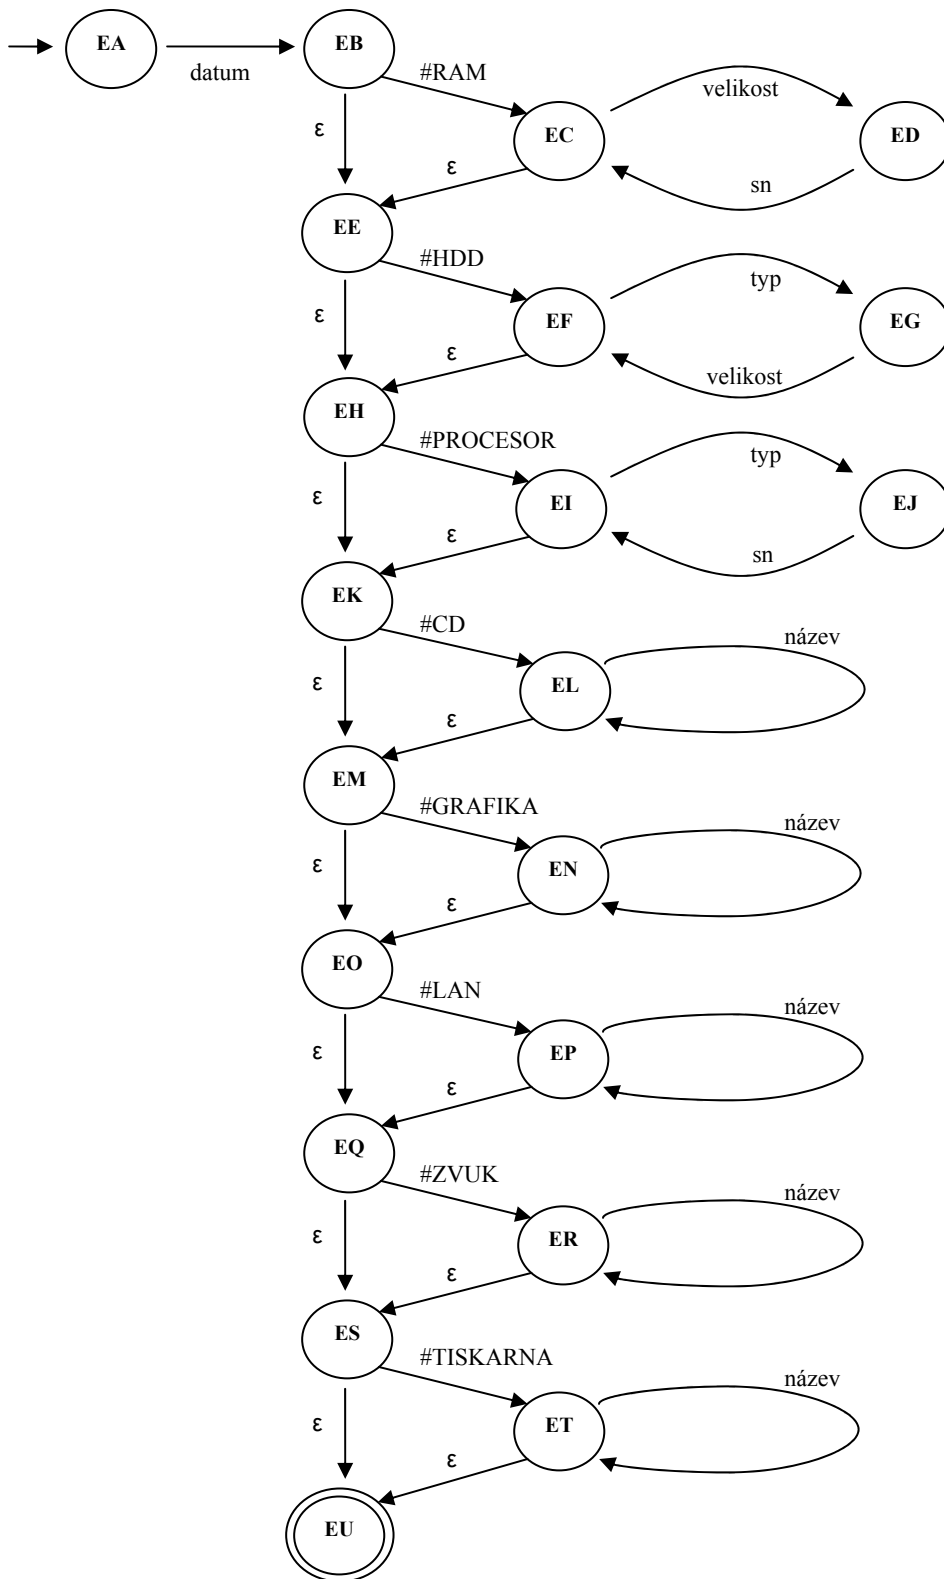 EA
datum
EB
#RAM
ε
EC
velikost
ED
sn
ε
EE
#HDD
ε
EF
typ
EG
velikost
ε
EH
#PROCESOR
ε
EI
typ
EJ
sn
ε
EK
#CD
ε
EL
název
ε
EM
#GRAFIKA
ε
EN
název
ε
EO
#LAN
ε
EP
název
ε
EQ
#ZVUK
ε
ER
název
ε
ES
#TISKARNA
ε
ET
název
ε
EU